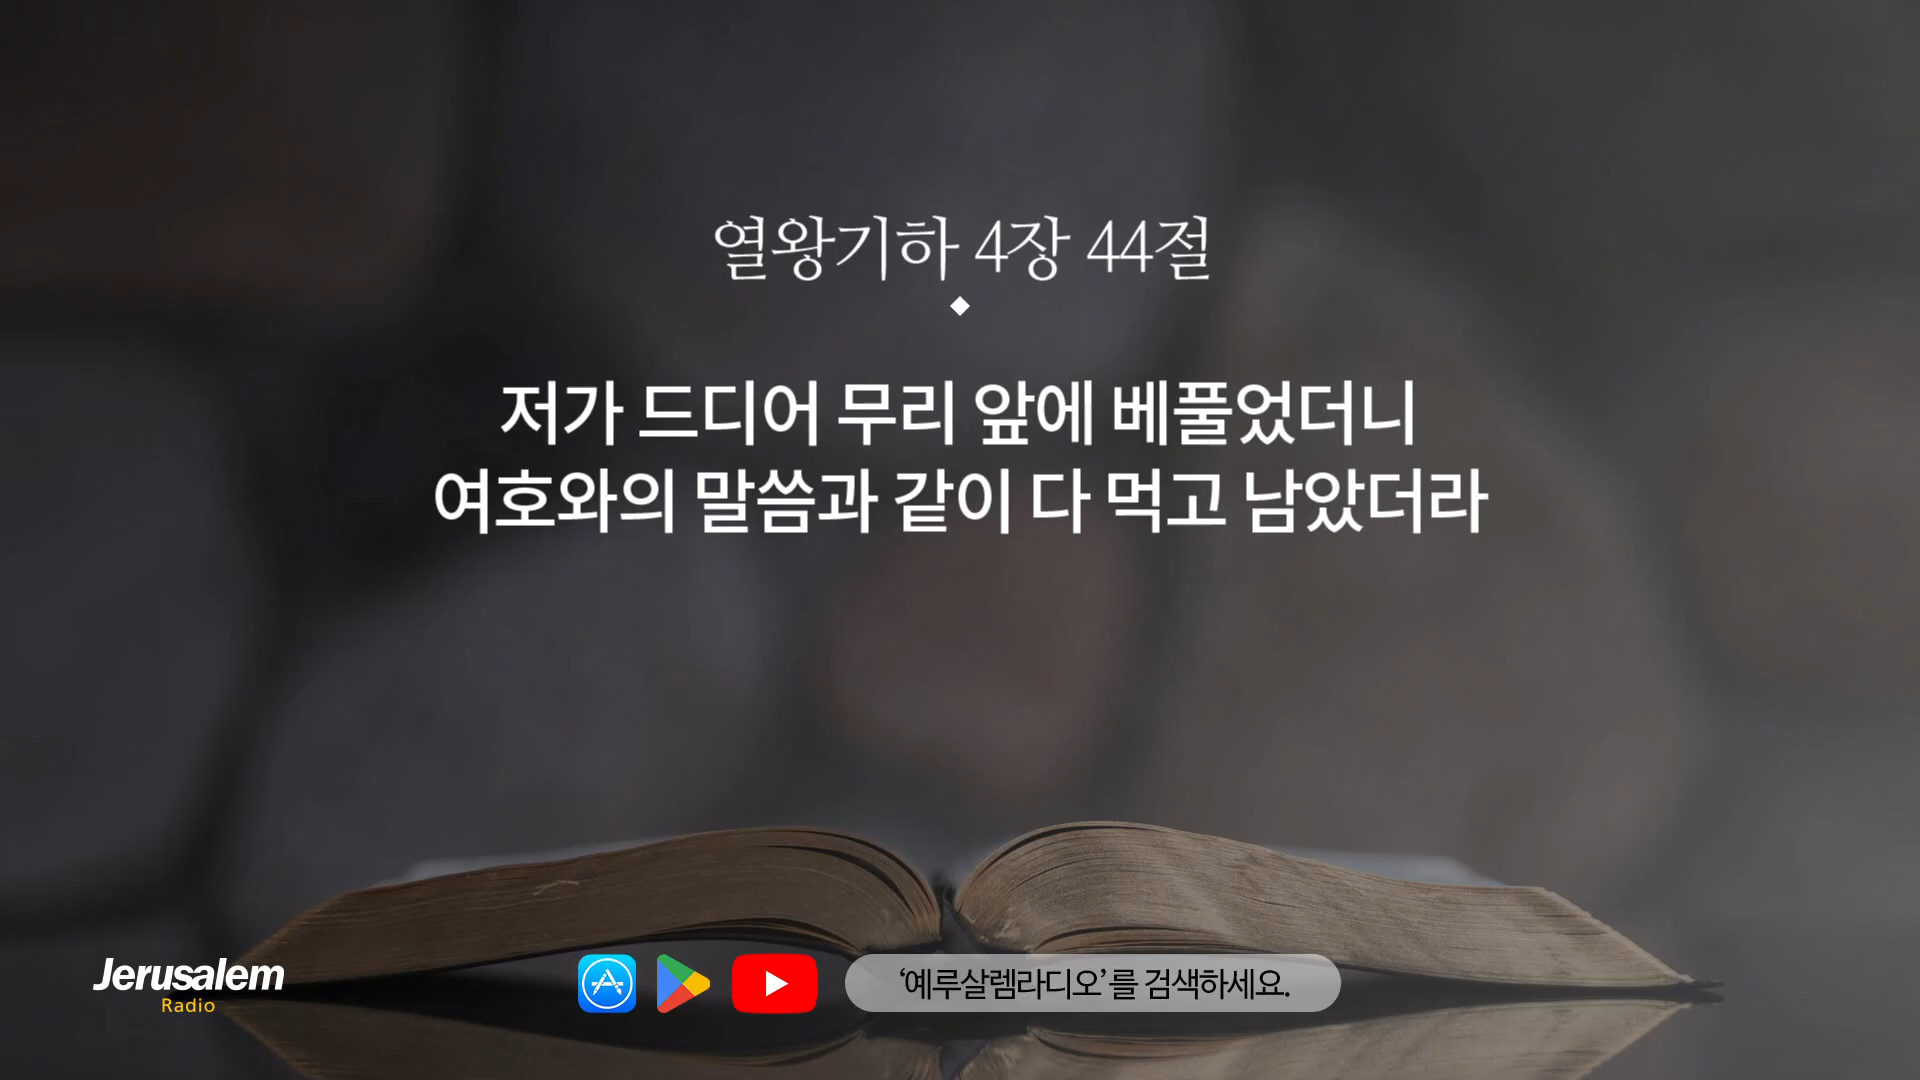 열왕기하 4장 44절
저가 드디어 무리 앞에 베풀었더니
여호와의 말씀과 같이 다 먹고 남았더라
Jerusalem
Radio
‘예루살렘라디오’를 검색하세요.